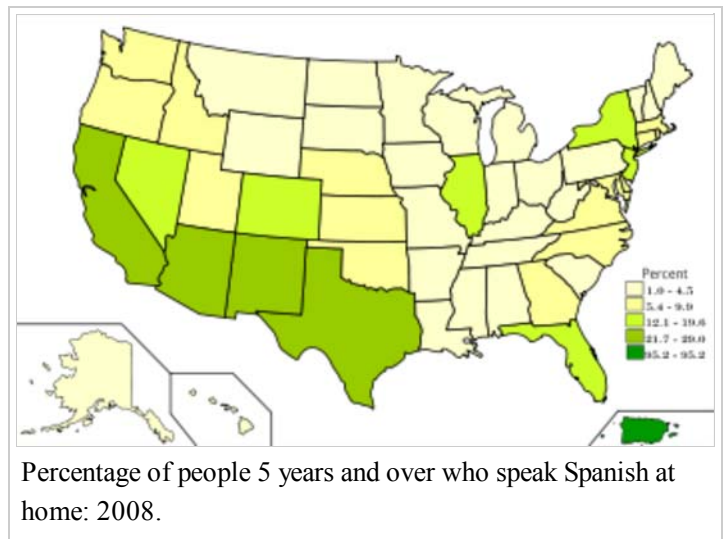 Percent
1.0 - 4.5
5.4 - 9.9
12.1 - 19.6
21.7 - 29.0
95.2 - 95.2
Percentage of people 5 years and over who speak Spanish at
home: 2008.